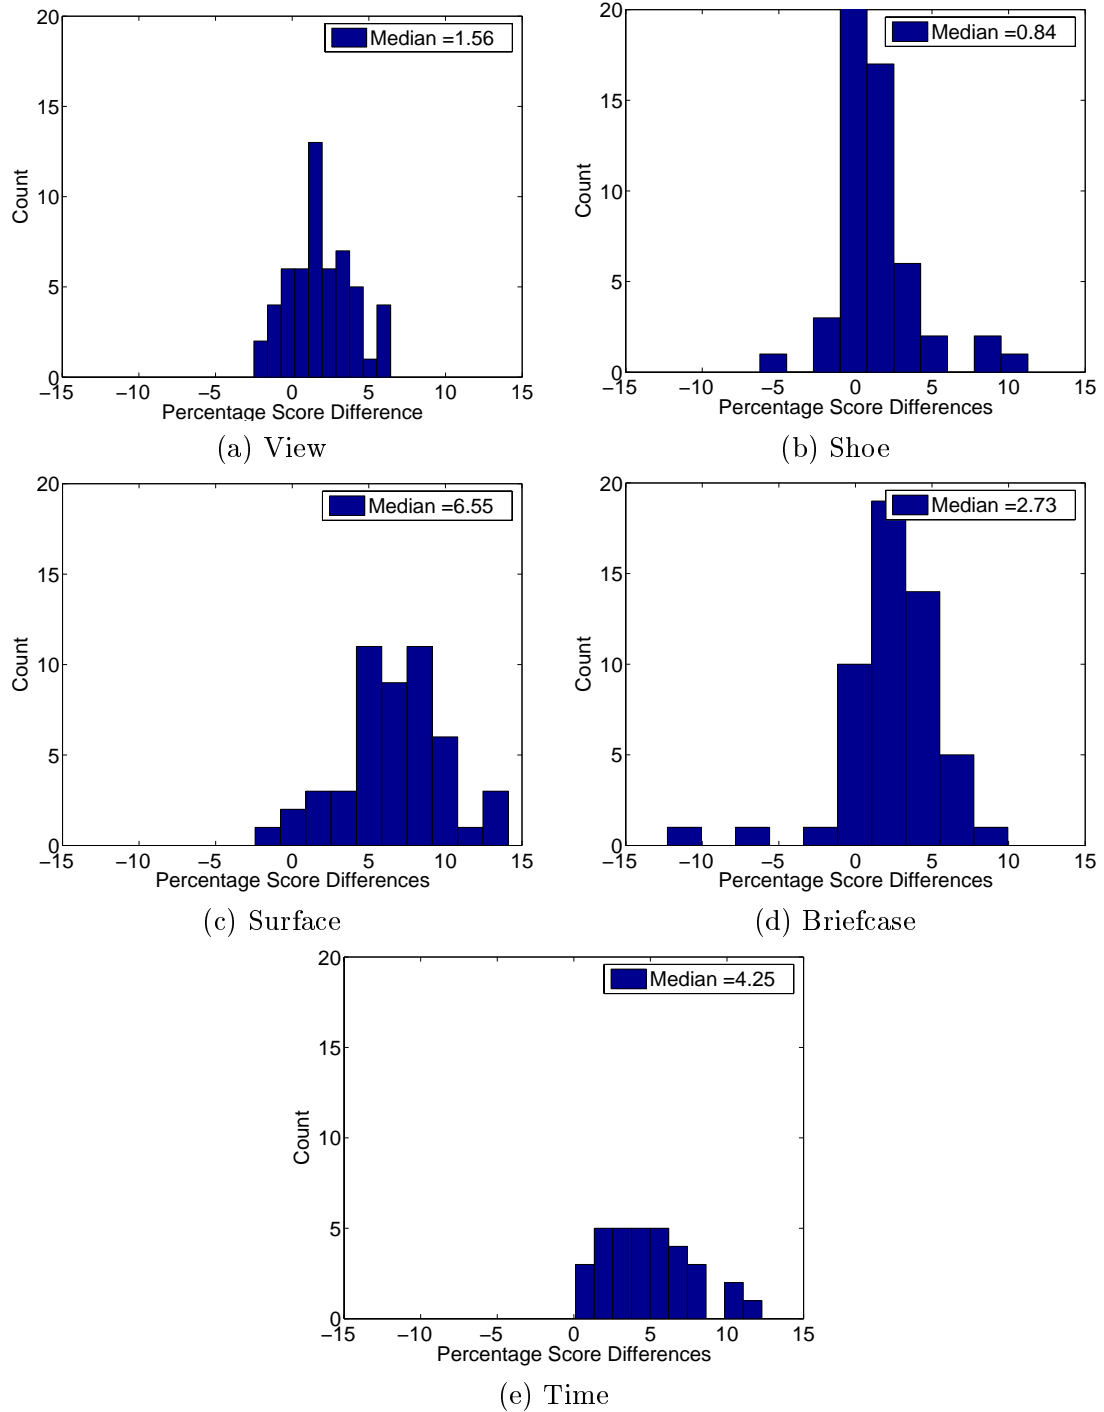 20
15
10
5
0
Count
Median =1.56
−15 −10 −5 0 5 10 15
Percentage Score Difference
(a) View
20
15
10
5
0
Count
Median =0.84
−15 −10 −5 0 5 10 15
Percentage Score Differences
(b) Shoe
20
15
10
5
0
Count
Median =6.55
−15 −10 −5 0 5 10 15
Percentage Score Differences
(c) Surface
20
15
10
5
0
Count
Median =2.73
−15 −10 −5 0 5 10 15
Percentage Score Differences
(d) Briefcase
20
15
10
5
0
Count
Median =4.25
−15 −10 −5 0 5 10 15
Percentage Score Differences
(e) Time